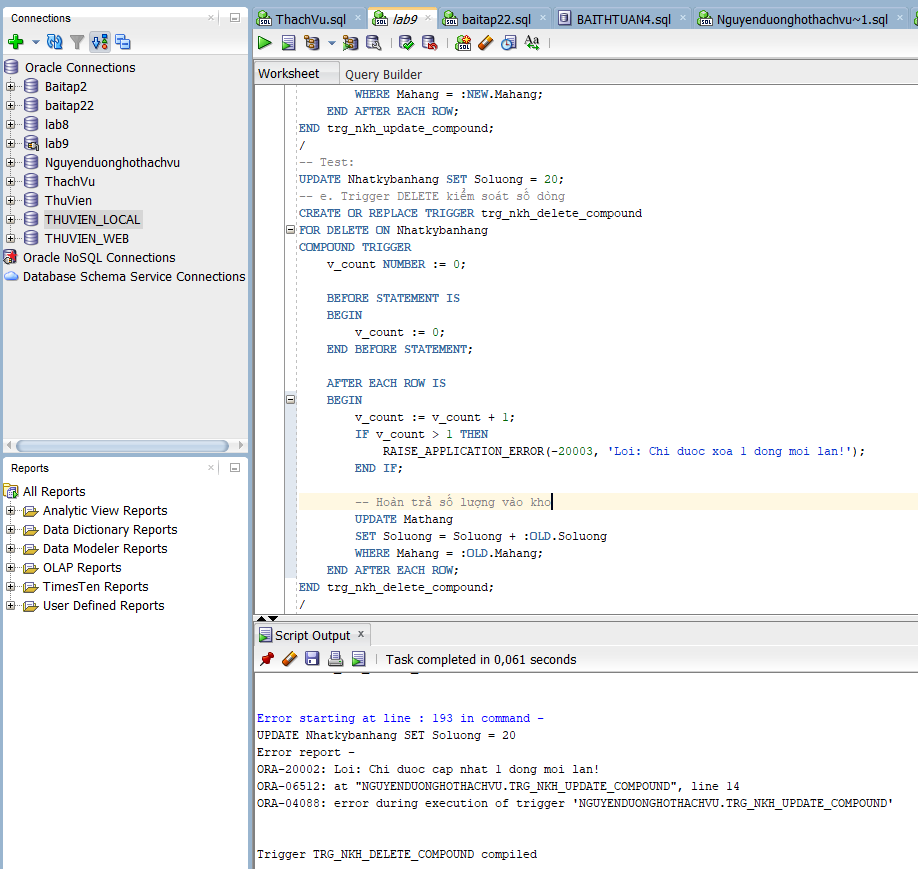 Connections
Oracle Connections
Baitap2
baitap22
lab8
lab9
Nguyenduonghothachvu
ThachVu
ThuVien
THUVIEN_LOCAL
THUVIEN_WEB
Oracle NoSQL Connections
Database Schema Service Connections
Reports
All Reports
Analytic View Reports
Data Dictionary Reports
Data Modeler Reports
OLAP Reports
TimesTen Reports
User Defined Reports
ThachVu.sql
lab9
baitap22.sql
BAITHTUAN4.sql
Nguyenduonghothachvu~1.sql
Worksheet
Query Builder
WHERE Mahang = :NEW.Mahang;
END AFTER EACH ROW;
END trg_nkh_update_compound;
/
-- Test:
UPDATE Nhatkybanhang SET Soluong = 20;
-- e. Trigger DELETE kiểm soát số dòng
CREATE OR REPLACE TRIGGER trg_nkh_delete_compound
FOR DELETE ON Nhatkybanhang
COMPOUND TRIGGER
v_count NUMBER := 0;
BEFORE STATEMENT IS
BEGIN
v_count := 0;
END BEFORE STATEMENT;
AFTER EACH ROW IS
BEGIN
v_count := v_count + 1;
IF v_count > 1 THEN
RAISE_APPLICATION_ERROR(-20003, 'Loi: Chi duoc xoa 1 dong moi lan!');
END IF;
-- Hoàn trả số lượng vào kho
UPDATE Mathang
SET Soluong = Soluong + :OLD.Soluong
WHERE Mahang = :OLD.Mahang;
END AFTER EACH ROW;
END trg_nkh_delete_compound;
/
Script Output
Task completed in 0,061 seconds
Error starting at line : 193 in command -
UPDATE Nhatkybanhang SET Soluong = 20
Error report -
ORA-20002: Loi: Chi duoc cap nhat 1 dong moi lan!
ORA-06512: at "NGUYENDUONGHOTHACHVU.TRG_NKH_UPDATE_COMPOUND", line 14
ORA-04088: error during execution of trigger 'NGUYENDUONGHOTHACHVU.TRG_NKH_UPDATE_COMPOUND'
Trigger TRG_NKH_DELETE_COMPOUND compiled